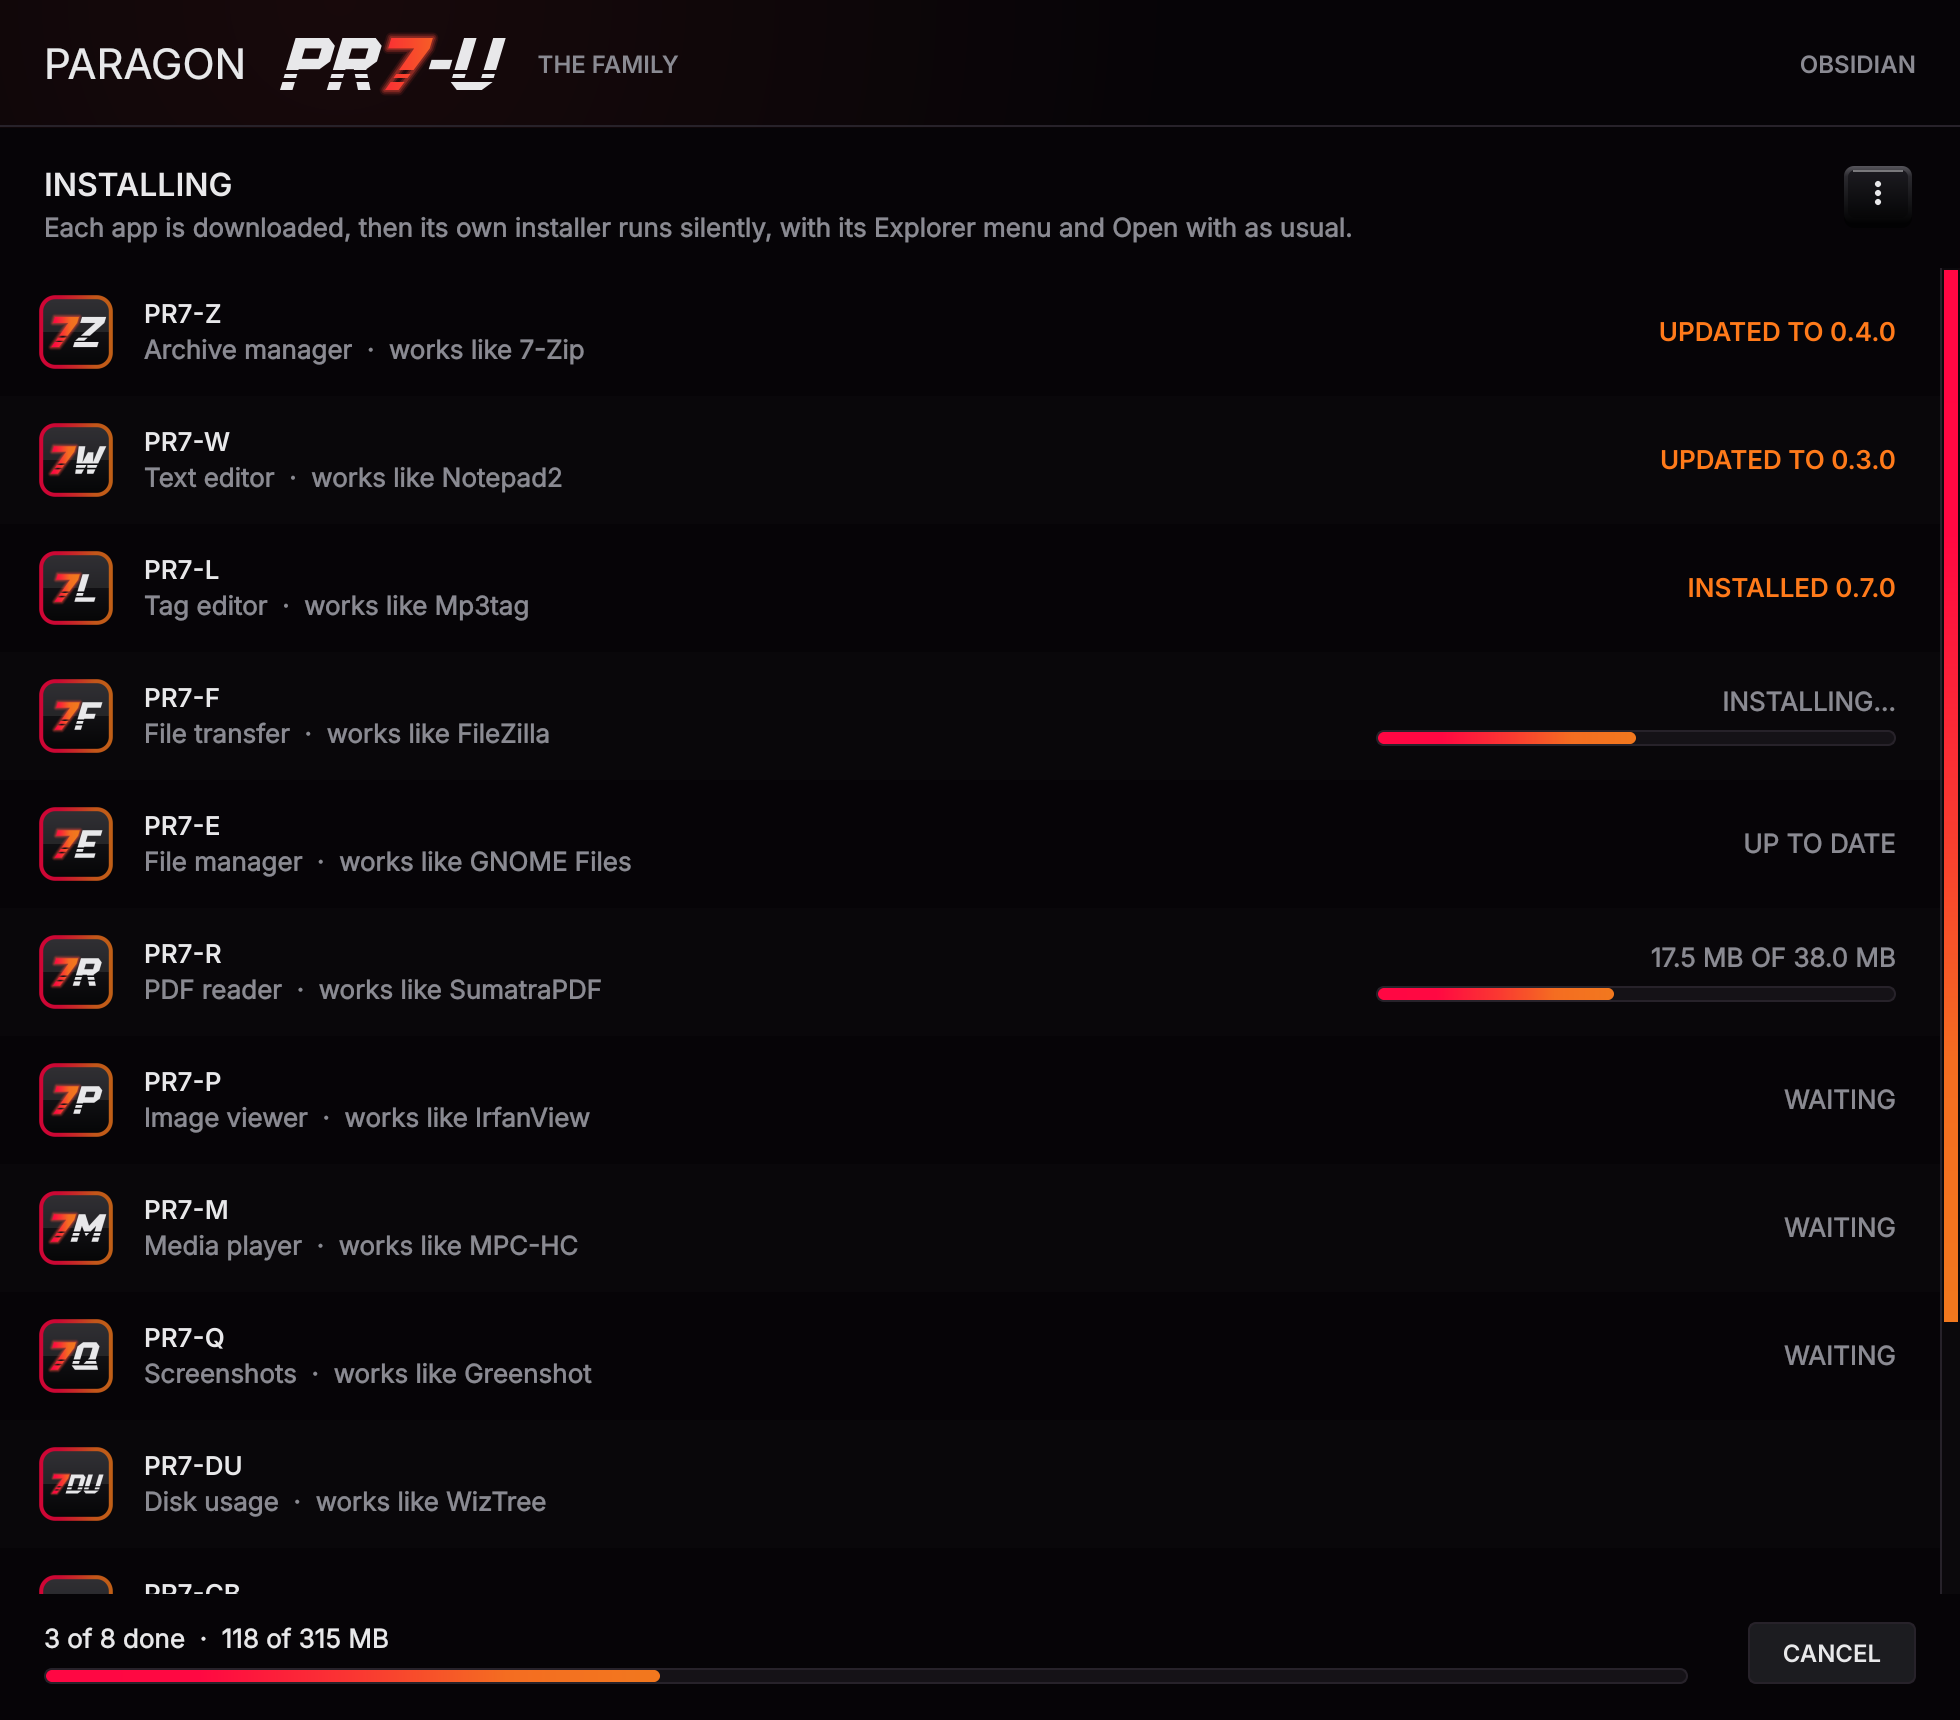 PARAGON PR7-U THE FAMILY OBSIDIAN
INSTALLING
Each app is downloaded, then its own installer runs silently, with its Explorer menu and Open with as usual.
7Z
PR7-Z
Archive manager · works like 7-Zip
UPDATED TO 0.4.0
7W
PR7-W
Text editor · works like Notepad2
UPDATED TO 0.3.0
7L
PR7-L
Tag editor · works like Mp3tag
INSTALLED 0.7.0
7F
PR7-F
File transfer · works like FileZilla
INSTALLING...
7E
PR7-E
File manager · works like GNOME Files
UP TO DATE
7R
PR7-R
PDF reader · works like SumatraPDF
17.5 MB OF 38.0 MB
7P
PR7-P
Image viewer · works like IrfanView
WAITING
7M
PR7-M
Media player · works like MPC-HC
WAITING
7Q
PR7-Q
Screenshots · works like Greenshot
WAITING
7DU
PR7-DU
Disk usage · works like WizTree
3 of 8 done · 118 of 315 MB
CANCEL